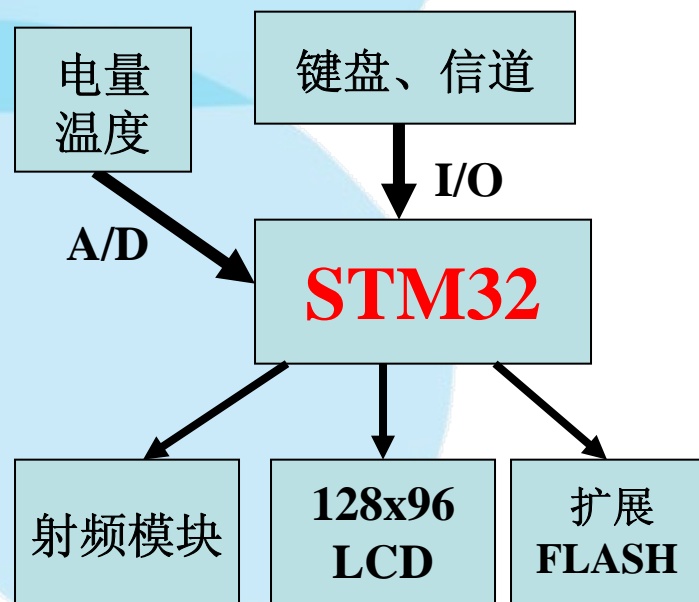 电量
温度
键盘、信道
I/O
A/D
STM32
射频模块
128x96
LCD
扩展
FLASH